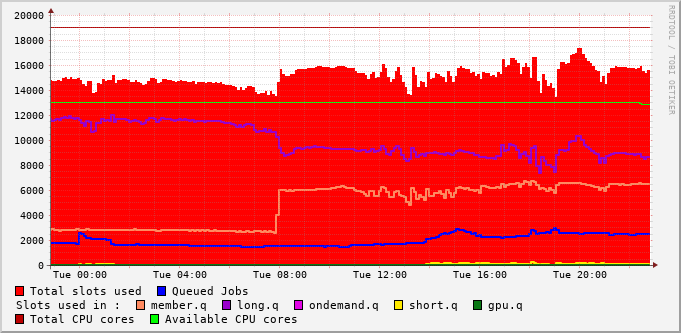 20000
18000
16000
14000
12000
10000
8000
6000
4000
2000
0
Tue 00:00 Tue 04:00 Tue 08:00 Tue 12:00 Tue 16:00 Tue 20:00
Total slots used Queued Jobs
Slots used in : member.q long.q ondemand.q short.q gpu.q
Total CPU cores Available CPU cores
RRDTOOL / TOBI OETIKER